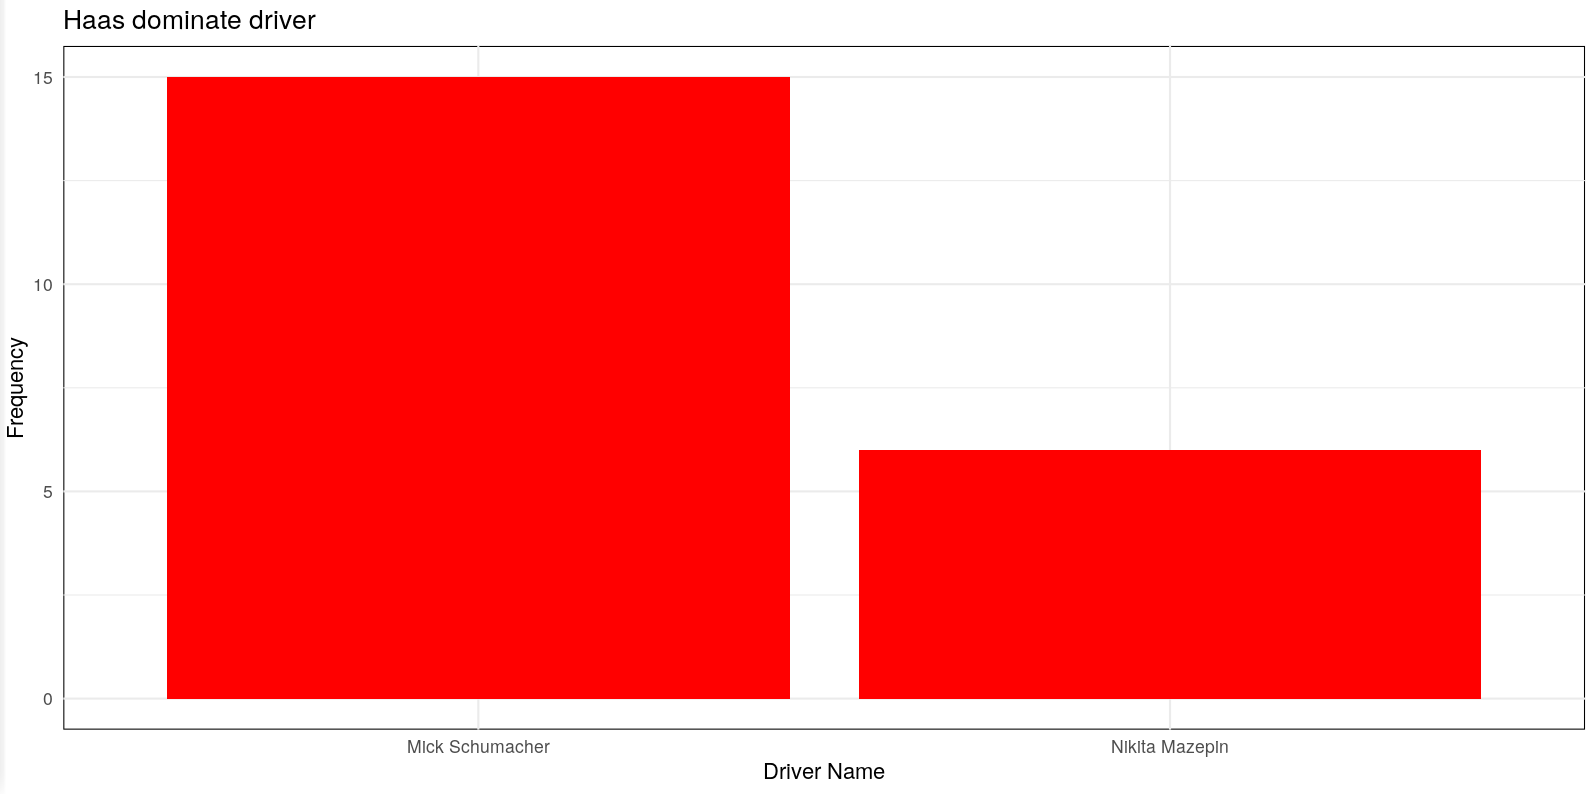 Haas dominate driver
15
10
5
0
Frequency
Mick Schumacher
Nikita Mazepin
Driver Name